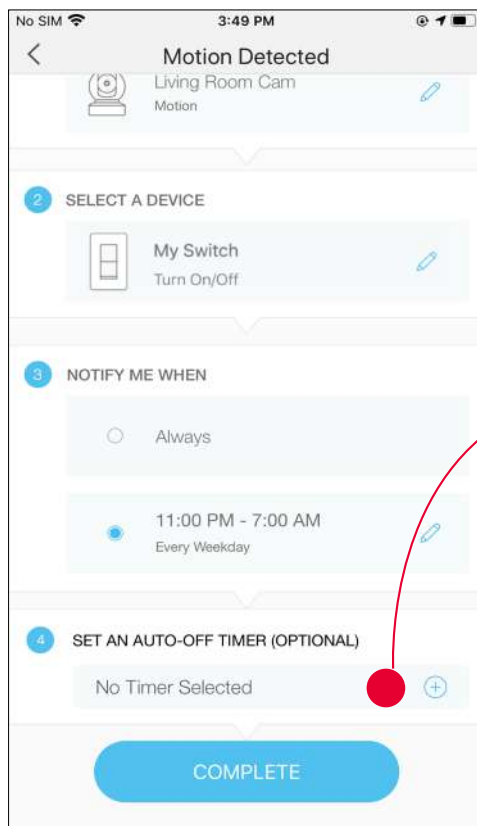 No SIM 3:49 PM
Motion Detected
Living Room Cam
Motion
2 SELECT A DEVICE
My Switch
Turn On/Off
3 NOTIFY ME WHEN
Always
11:00 PM - 7:00 AM
Every Weekday
4 SET AN AUTO-OFF TIMER (OPTIONAL)
No Timer Selected
COMPLETE